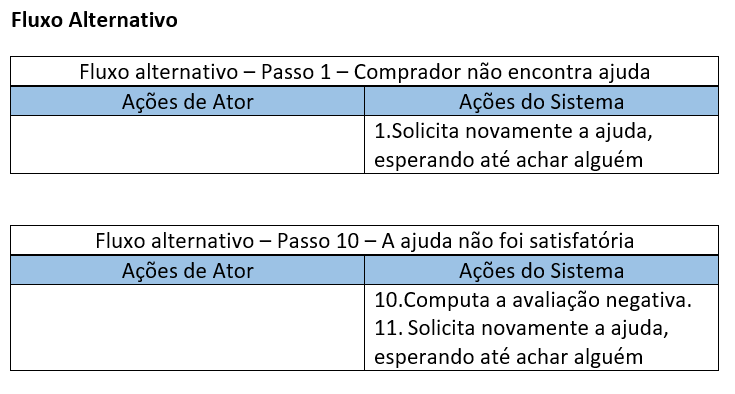 Fluxo Alternativo
Fluxo alternativo – Passo 1 – Comprador não encontra ajuda
Ações de Ator
Ações do Sistema
1.Solicita novamente a ajuda,
esperando até achar alguém
Fluxo alternativo – Passo 10 – A ajuda não foi satisfatória
Ações de Ator
Ações do Sistema
10.Computa a avaliação negativa.
11. Solicita novamente a ajuda,
esperando até achar alguém